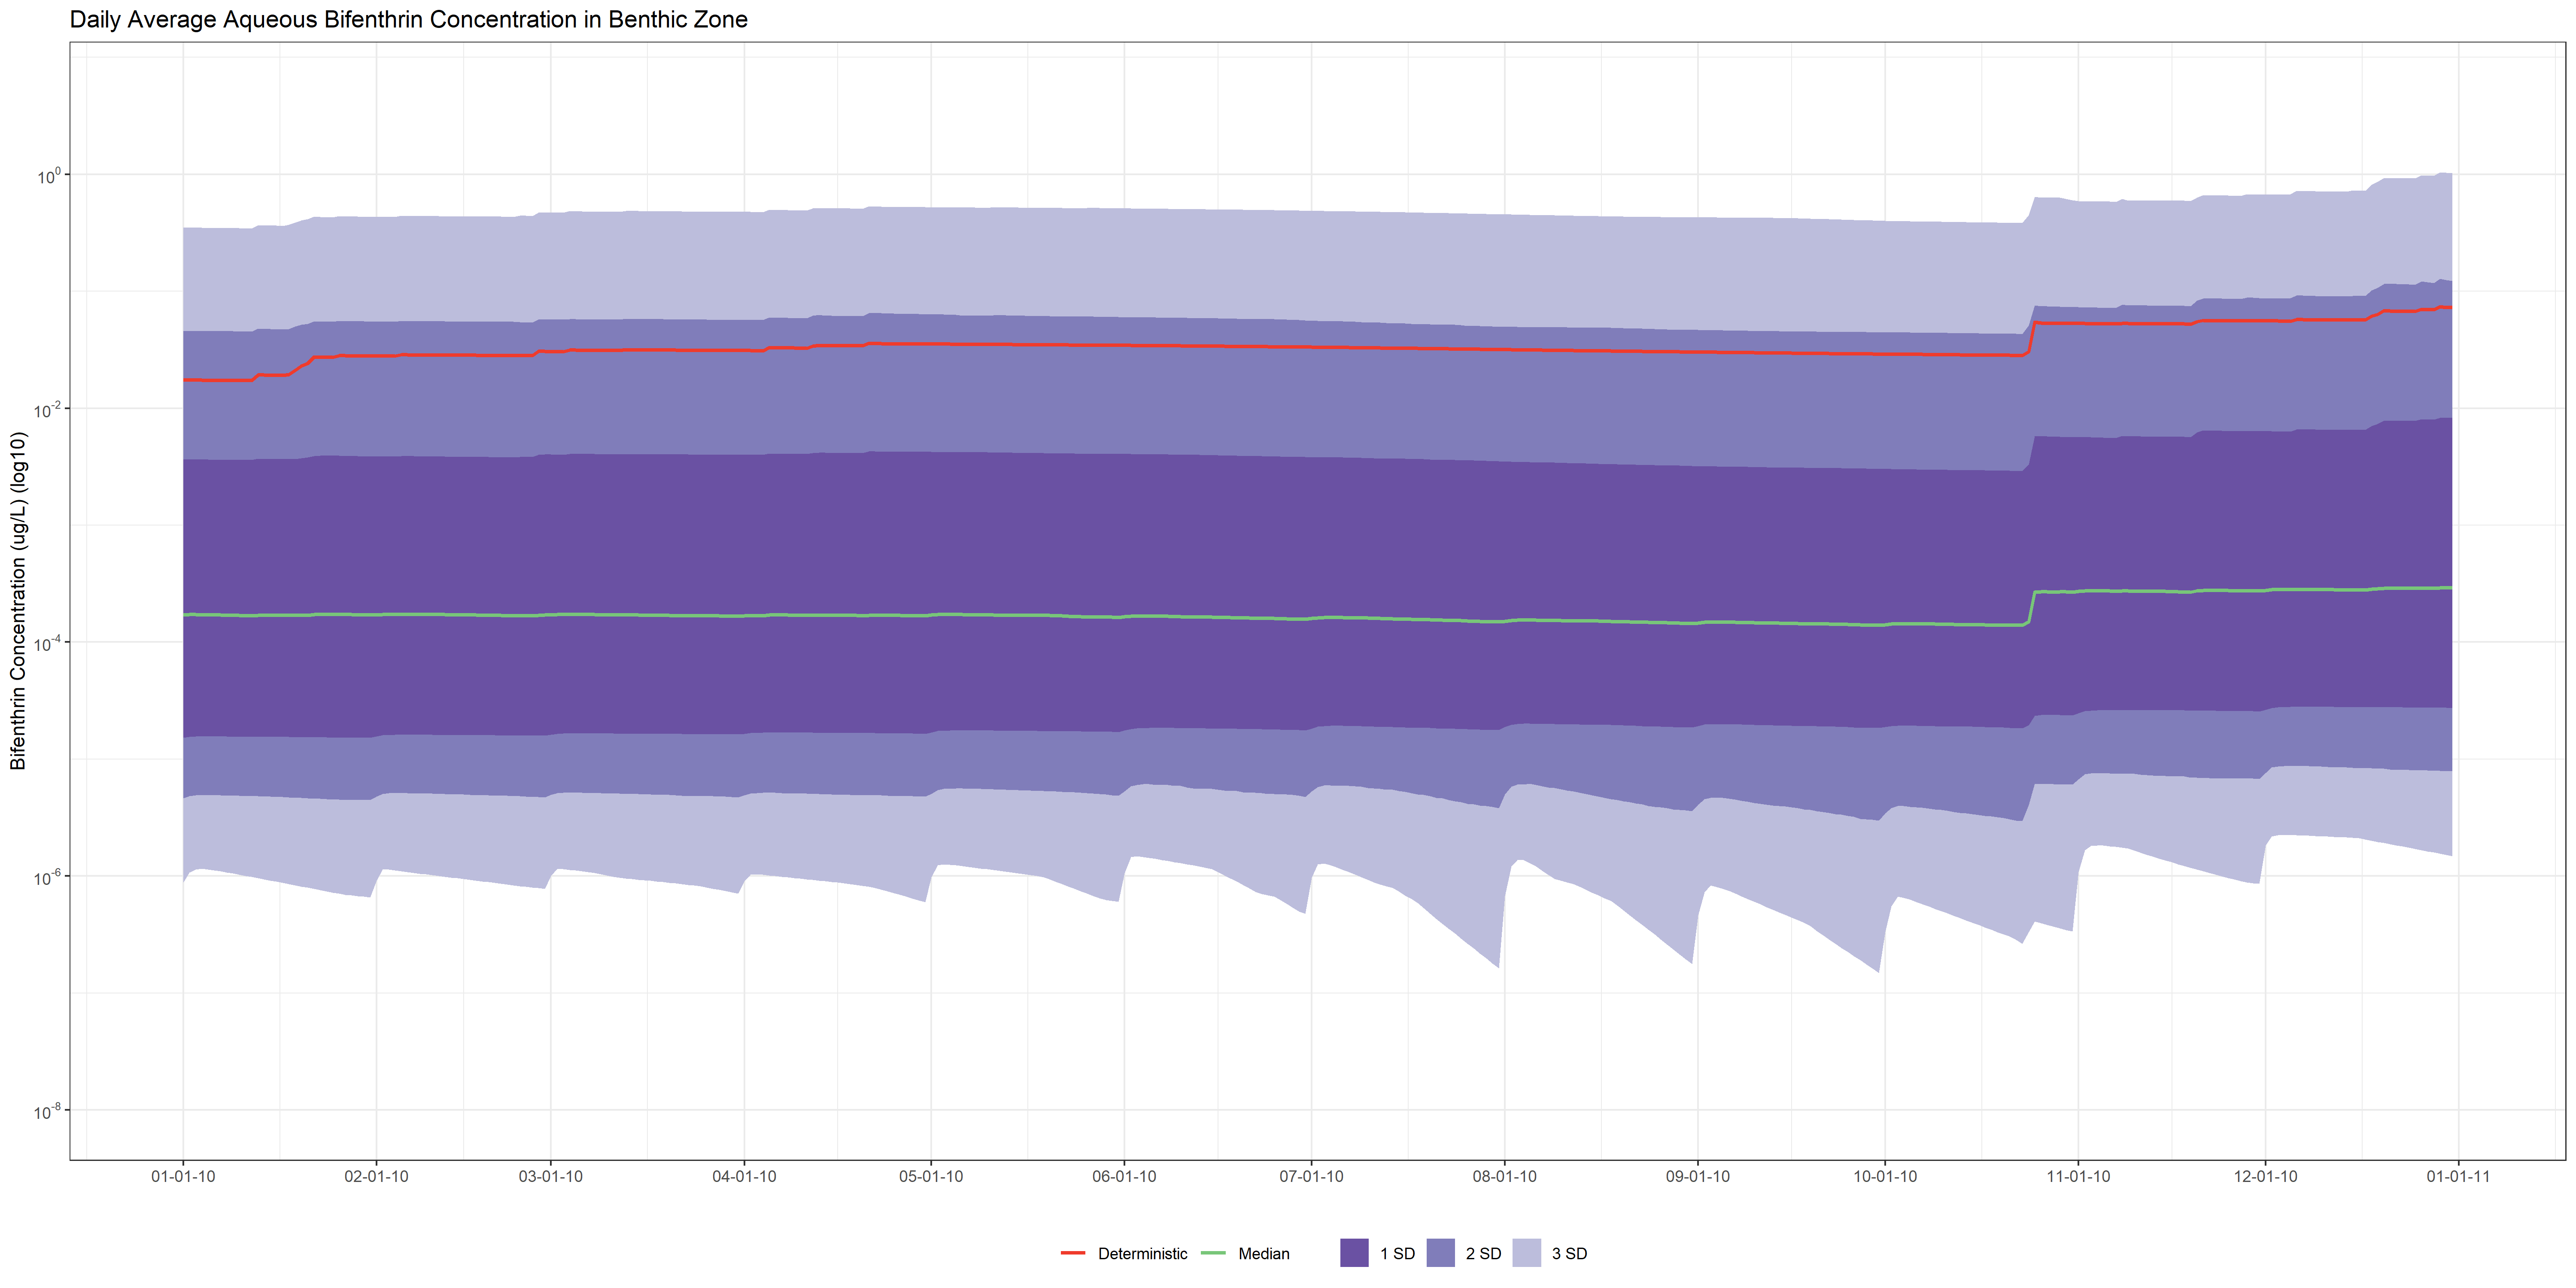 Daily Average Aqueous Bifenthrin Concentration in Benthic Zone
Bifenthrin Concentration (ug/L) (log10)
10^0
10^-2
10^-4
10^-6
10^-8
01-01-10 02-01-10 03-01-10 04-01-10 05-01-10 06-01-10 07-01-10 08-01-10 09-01-10 10-01-10 11-01-10 12-01-10 01-01-11
Deterministic Median 1 SD 2 SD 3 SD